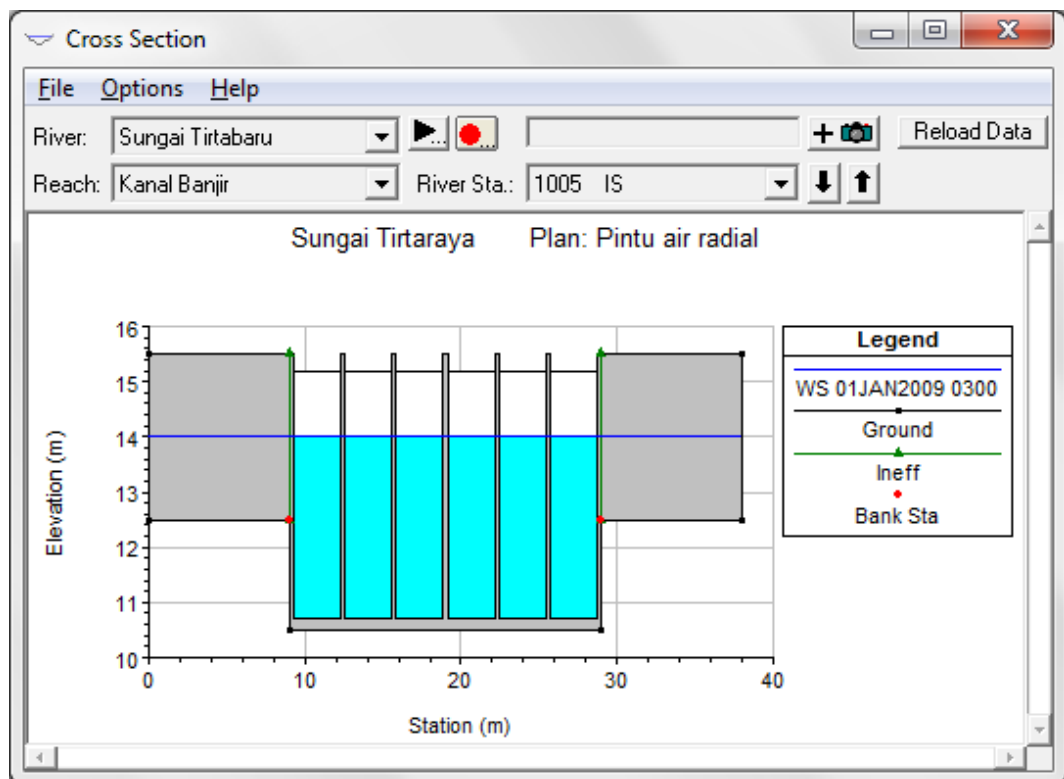 Cross Section
File Options Help
River: Sungai Tirtabaru ... ... + Reload Data
Reach: Kanal Banjir River Sta.: 1005 IS
Sungai Tirtaraya Plan: Pintu air radial
16
15
14
13
12
11
10
Elevation (m)
0 10 20 30 40
Station (m)
Legend
WS 01JAN2009 0300
Ground
Ineff
Bank Sta